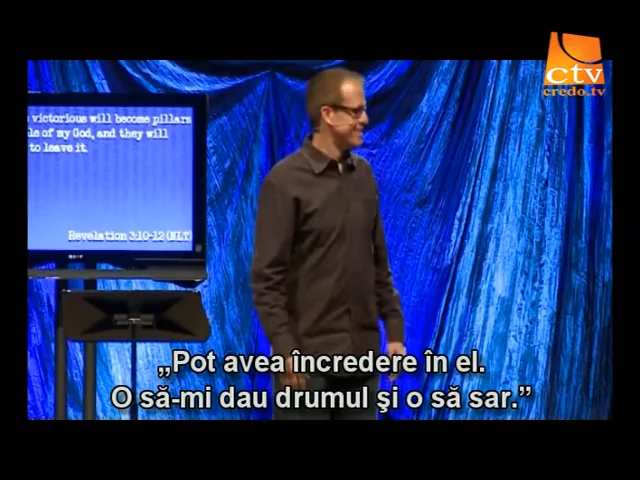 ctv
credo.tv
victorious will become pillars
of my God, and they will
to leave it.
Revelation 3:10-12 (NLT)
„Pot avea încredere în el.
O să-mi dau drumul şi o să sar.”